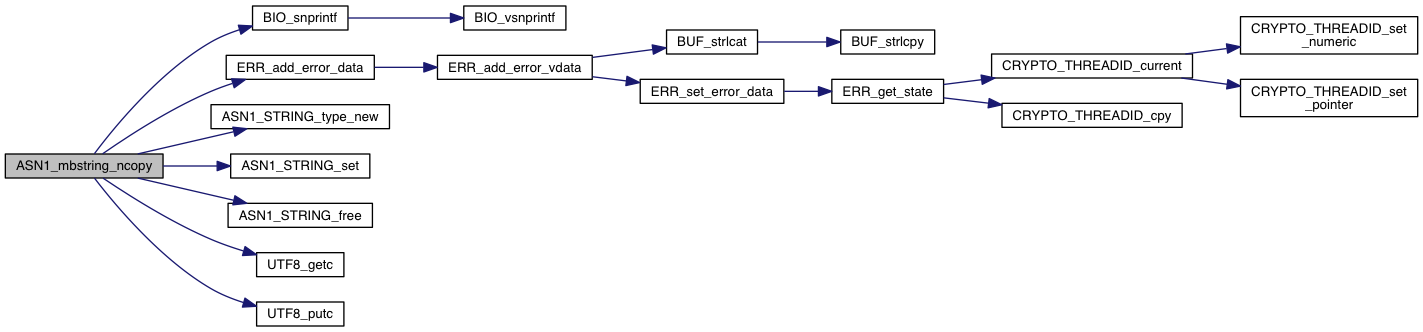 ASN1_mbstring_ncopy
BIO_snprintf
BIO_vsnprintf
ERR_add_error_data
ERR_add_error_vdata
BUF_strlcat
BUF_strlcpy
ERR_set_error_data
ERR_get_state
CRYPTO_THREADID_current
CRYPTO_THREADID_set
_numeric
CRYPTO_THREADID_set
_pointer
CRYPTO_THREADID_cpy
ASN1_STRING_type_new
ASN1_STRING_set
ASN1_STRING_free
UTF8_getc
UTF8_putc